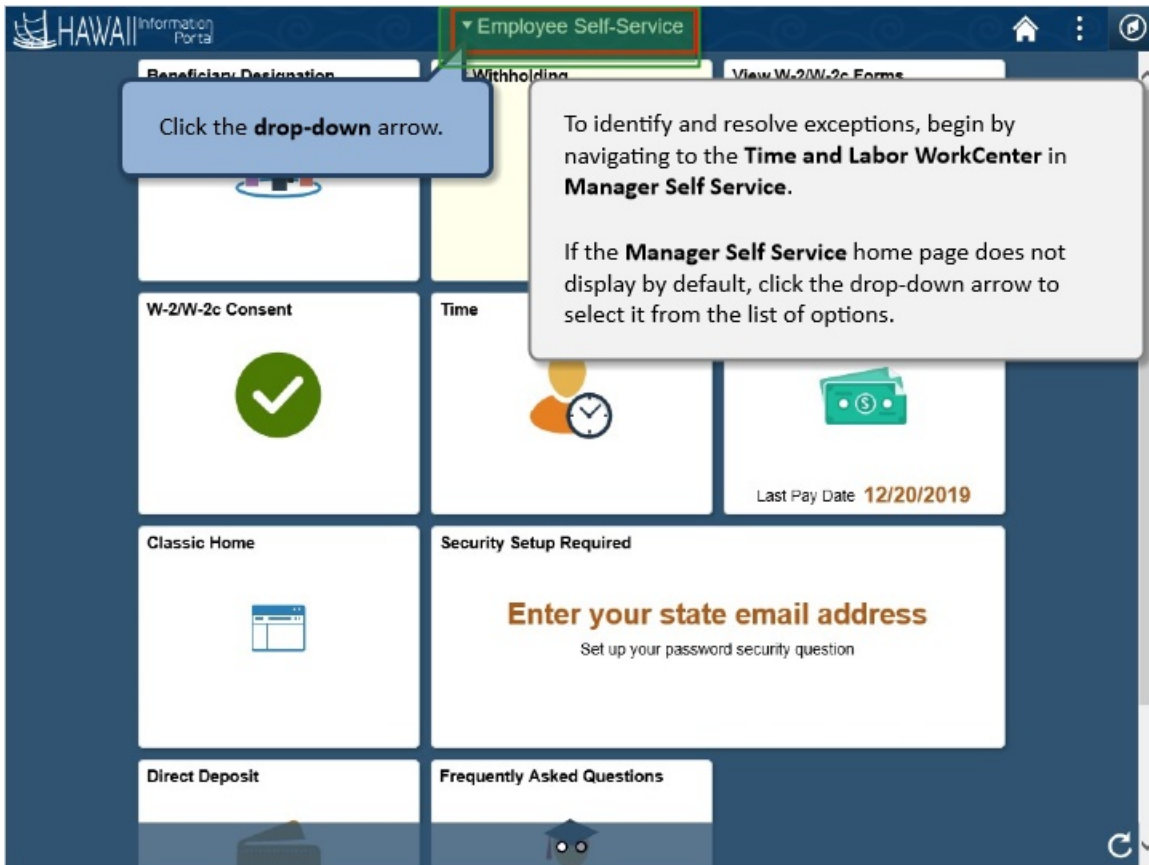 HAWAII Information
Portal
Employee Self-Service
Beneficiary Designation
Withholding
View W-2/W-2c Forms
Click the drop-down arrow.
To identify and resolve exceptions, begin by
navigating to the Time and Labor WorkCenter in
Manager Self Service.
If the Manager Self Service home page does not
display by default, click the drop-down arrow to
select it from the list of options.
W-2/W-2c Consent
Time
Last Pay Date 12/20/2019
Classic Home
Security Setup Required
Enter your state email address
Set up your password security question
Direct Deposit
Frequently Asked Questions